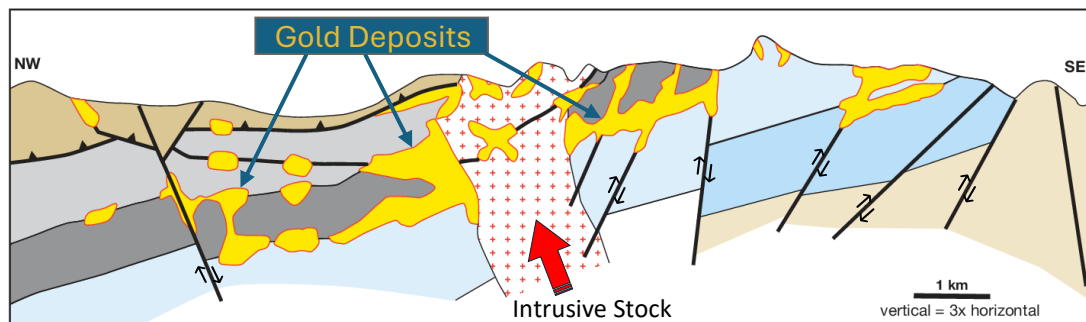 Gold Deposits
NW
SE
Intrusive Stock
1 km
vertical = 3x horizontal